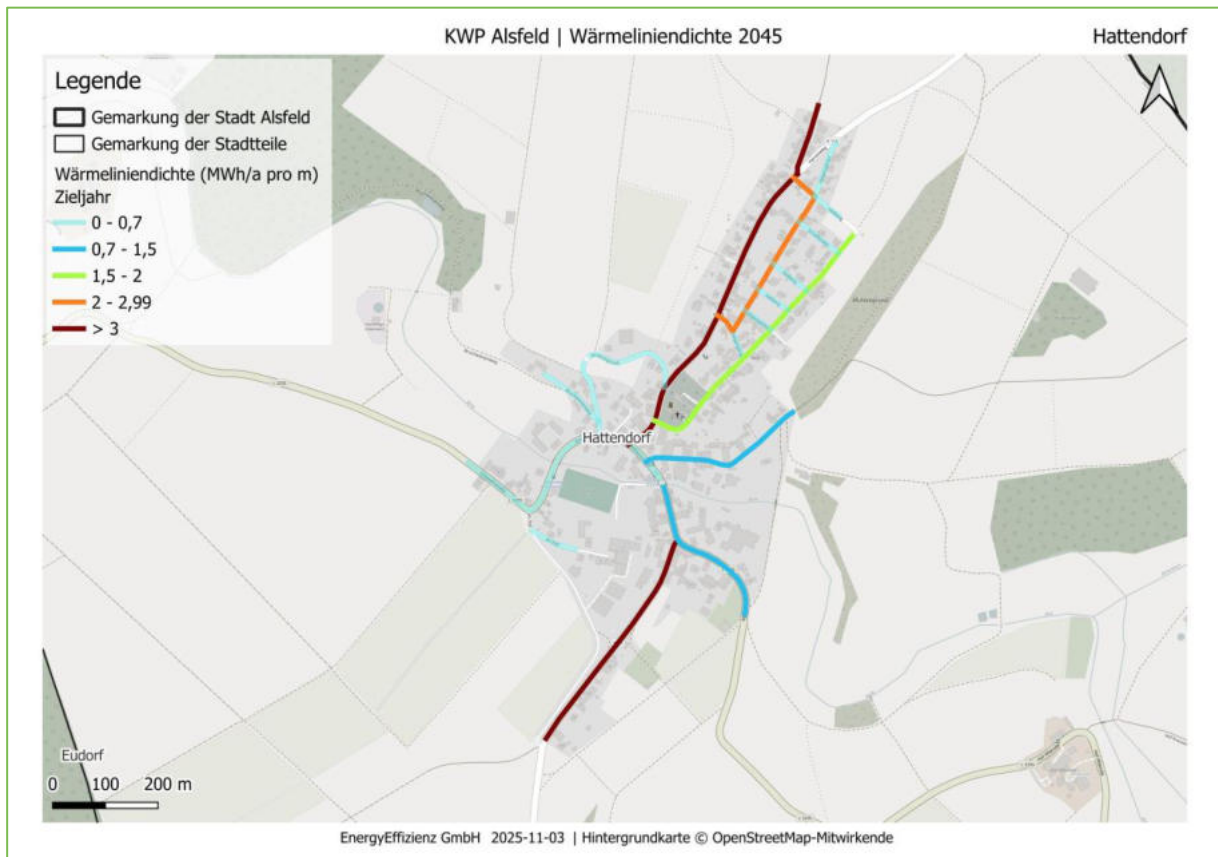 KWP Alsfeld | Wärmeliniendichte 2045
Hattendorf
Legende
Gemarkung der Stadt Alsfeld
Gemarkung der Stadtteile
Wärmeliniendichte (MWh/a pro m)
Zieljahr
0 - 0,7
0,7 - 1,5
1,5 - 2
2 - 2,99
> 3
Hattendorf
Eudorf
0 100 200 m
EnergyEffizienz GmbH 2025-11-03 | Hintergrundkarte © OpenStreetMap-Mitwirkende